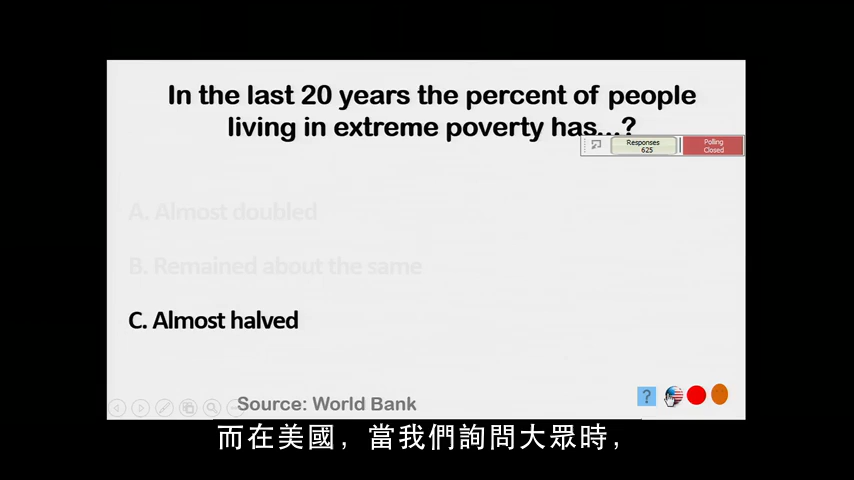 In the last 20 years the percent of people
living in extreme poverty has...?
Responses
625
Polling
Closed
A. Almost doubled
B. Remained about the same
C. Almost halved
?
Source: World Bank
而在美國，當我們詢問大眾時，